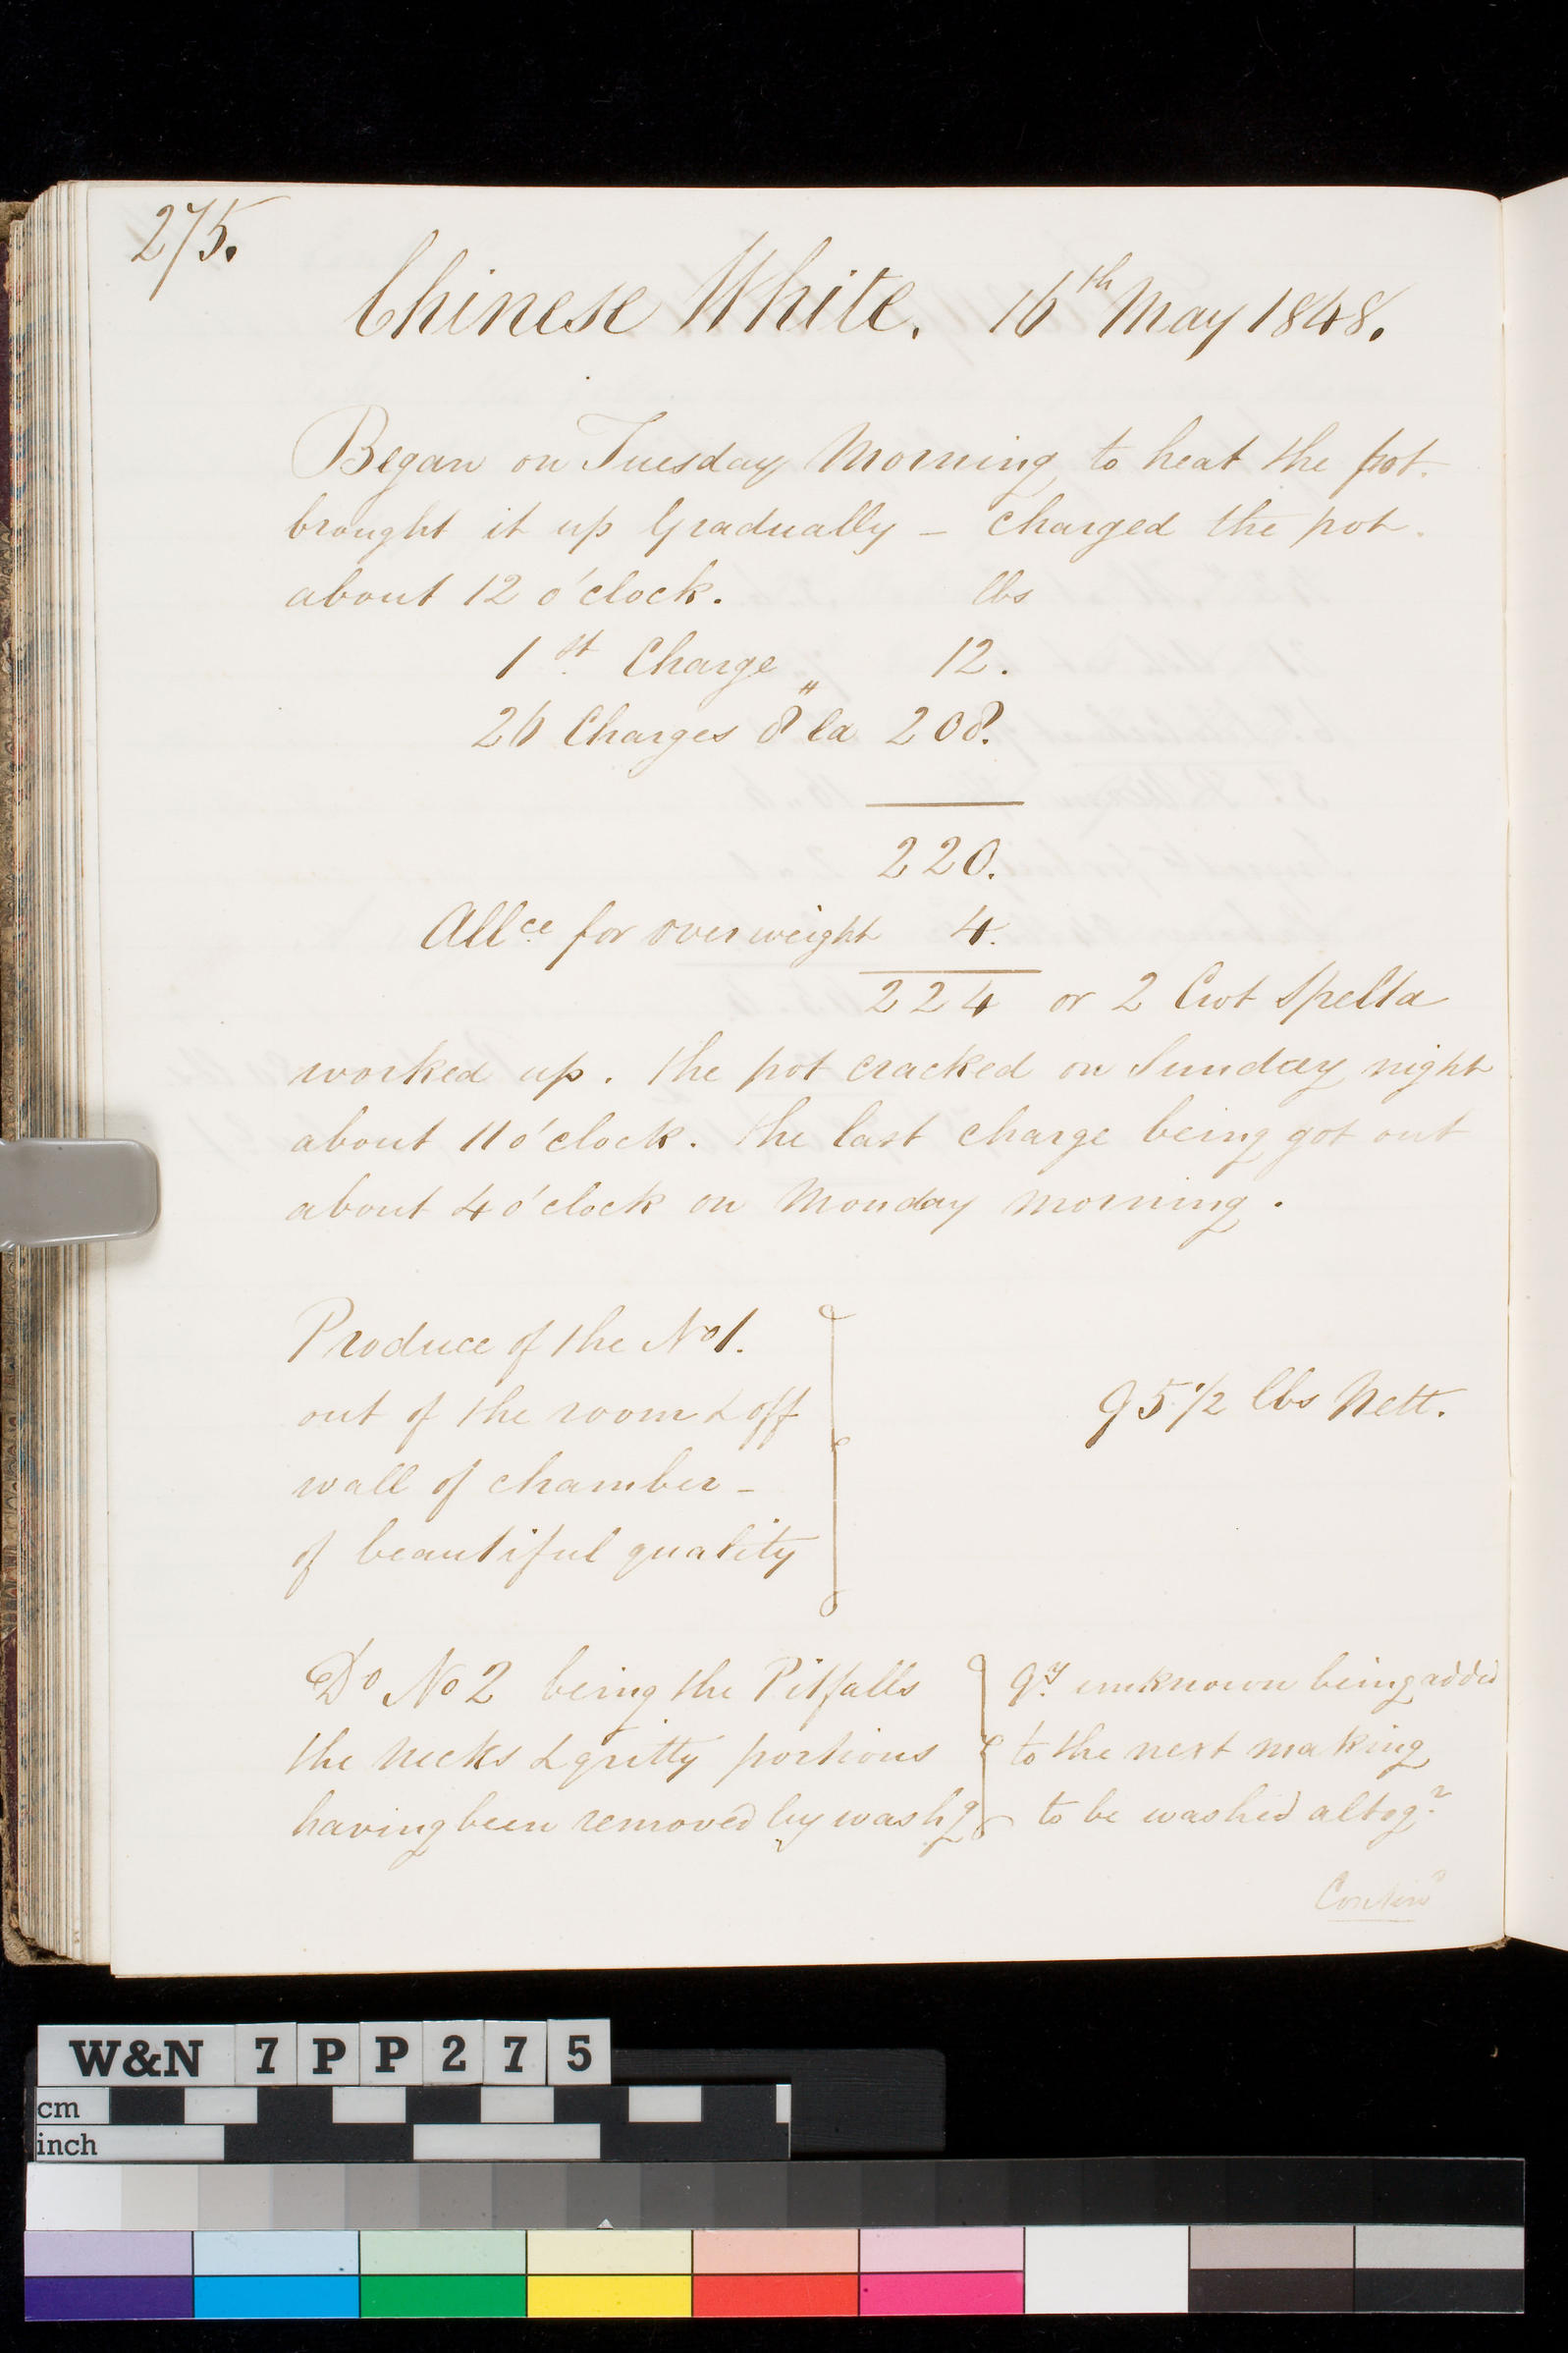 275.
Chinese White. 16th May 1848.
Began on Tuesday Morning to heat the pot.
brought it up Gradually – Charged the pot.
about 12 o'clock. lbs
1st Charge " 12.
26 Charges 8# ea 208.
220.
Allce for overweight 4.
224 or 2 Cwt Spelta
worked up. the pot cracked on Sunday night
about 11 o'clock. the last charge being got out
about 4 o'clock on Monday morning.
Produce of the No 1.
out of the room & off
wall of chamber –
of beautiful quality
95 1/2 lbs Nett.
Do No 2 being the Pitfalls
the necks & gritty portions
having been removed by washg
qy unknown being added
to the next making
to be washed altogr
Contind
W&N 7PP275
cm
inch